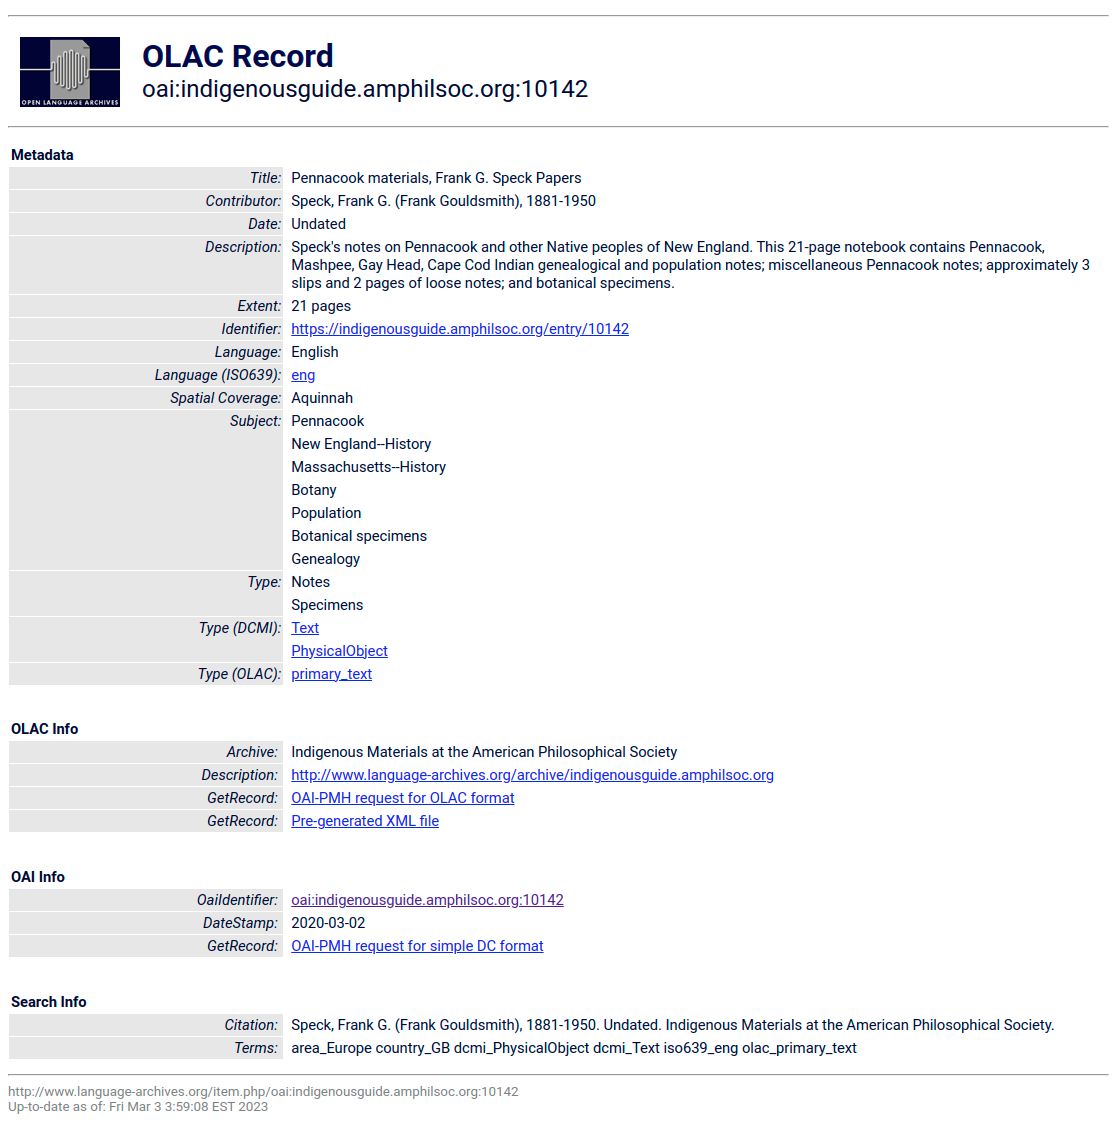 OPEN LANGUAGE ARCHIVES
OLAC Record
oai:indigenousguide.amphilsoc.org:10142
Metadata
Title: Pennacook materials, Frank G. Speck Papers
Contributor: Speck, Frank G. (Frank Gouldsmith), 1881-1950
Date: Undated
Description: Speck's notes on Pennacook and other Native peoples of New England. This 21-page notebook contains Pennacook,
Mashpee, Gay Head, Cape Cod Indian genealogical and population notes; miscellaneous Pennacook notes; approximately 3
slips and 2 pages of loose notes; and botanical specimens.
Extent: 21 pages
Identifier: https://indigenousguide.amphilsoc.org/entry/10142
Language: English
Language (ISO639): eng
Spatial Coverage: Aquinnah
Subject: Pennacook
New England--History
Massachusetts--History
Botany
Population
Botanical specimens
Genealogy
Type: Notes
Specimens
Type (DCMI): Text
PhysicalObject
Type (OLAC): primary_text
OLAC Info
Archive: Indigenous Materials at the American Philosophical Society
Description: http://www.language-archives.org/archive/indigenousguide.amphilsoc.org
GetRecord: OAI-PMH request for OLAC format
GetRecord: Pre-generated XML file
OAI Info
OaiIdentifier: oai:indigenousguide.amphilsoc.org:10142
DateStamp: 2020-03-02
GetRecord: OAI-PMH request for simple DC format
Search Info
Citation: Speck, Frank G. (Frank Gouldsmith), 1881-1950. Undated. Indigenous Materials at the American Philosophical Society.
Terms: area_Europe country_GB dcmi_PhysicalObject dcmi_Text iso639_eng olac_primary_text
http://www.language-archives.org/item.php/oai:indigenousguide.amphilsoc.org:10142
Up-to-date as of: Fri Mar 3 3:59:08 EST 2023